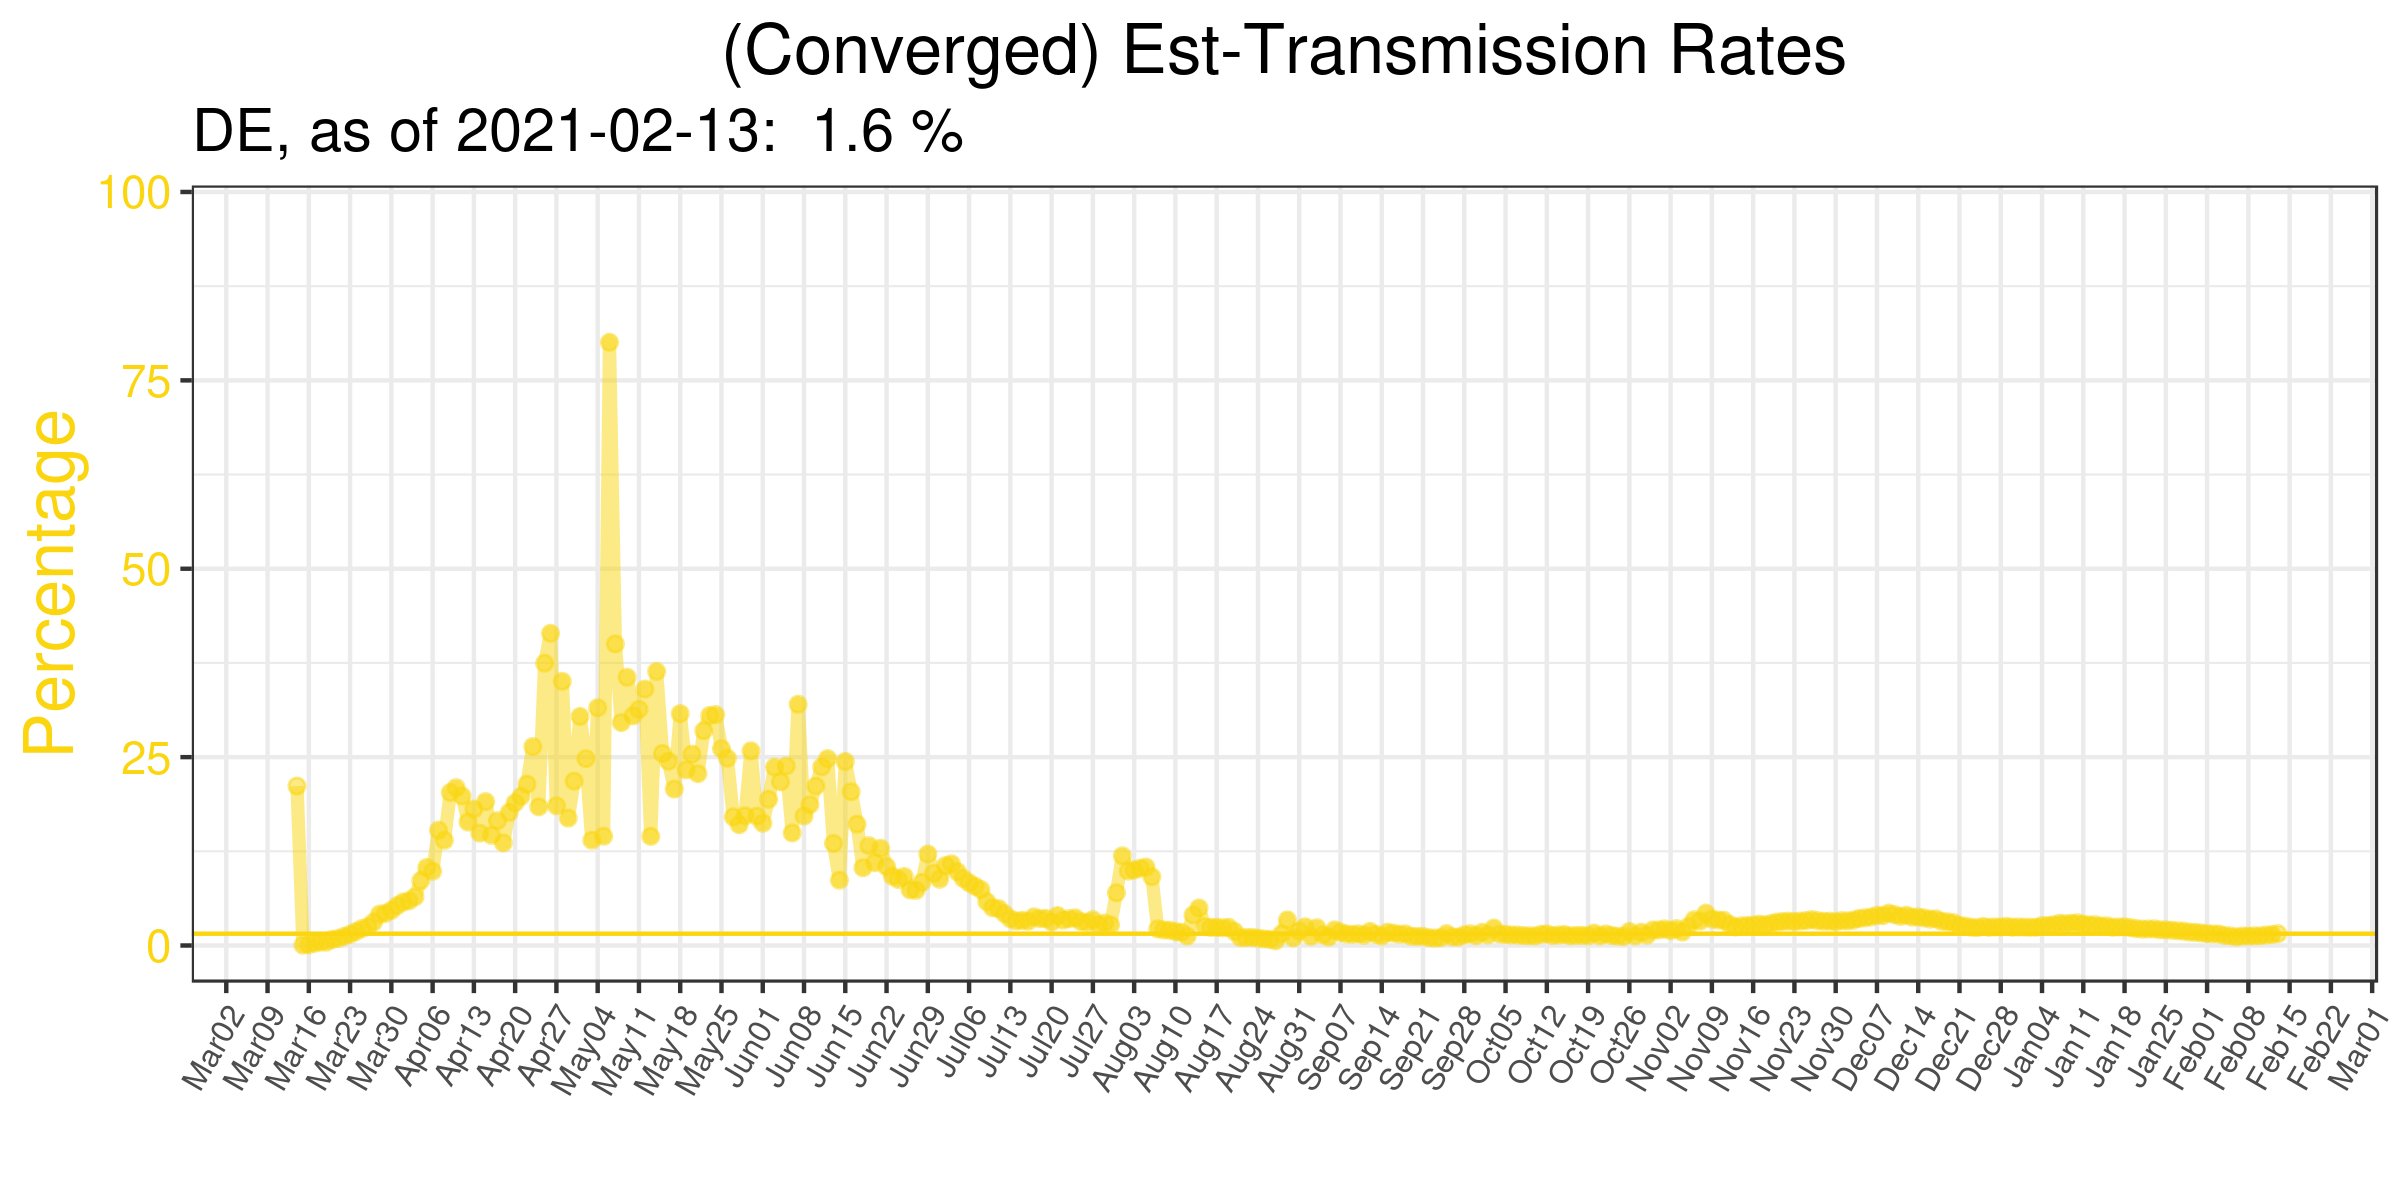 (Converged) Est-Transmission Rates
DE, as of 2021-02-13:  1.6 %
Percentage
100
75
50
25
0
Mar02
Mar09
Mar16
Mar23
Mar30
Apr06
Apr13
Apr20
Apr27
May04
May11
May18
May25
Jun01
Jun08
Jun15
Jun22
Jun29
Jul06
Jul13
Jul20
Jul27
Aug03
Aug10
Aug17
Aug24
Aug31
Sep07
Sep14
Sep21
Sep28
Oct05
Oct12
Oct19
Oct26
Nov02
Nov09
Nov16
Nov23
Nov30
Dec07
Dec14
Dec21
Dec28
Jan04
Jan11
Jan18
Jan25
Feb01
Feb08
Feb15
Feb22
Mar01